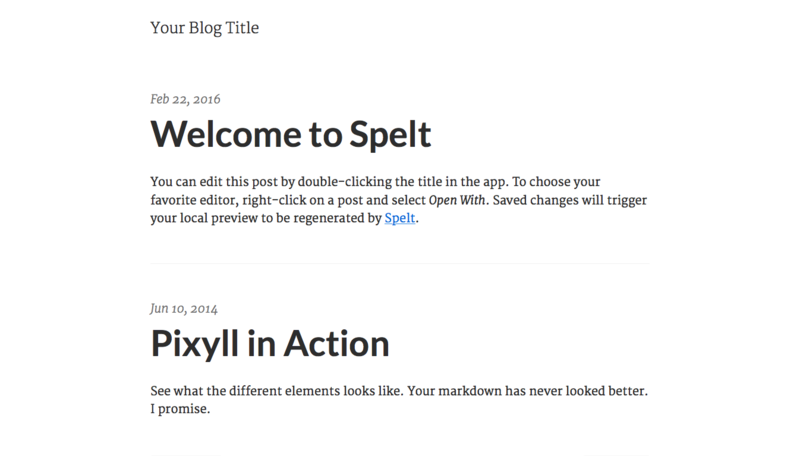 Your Blog Title
Feb 22, 2016
Welcome to Spelt
You can edit this post by double-clicking the title in the app. To choose your
favorite editor, right-click on a post and select Open With. Saved changes will trigger
your local preview to be regenerated by Spelt.
Jun 10, 2014
Pixyll in Action
See what the different elements looks like. Your markdown has never looked better.
I promise.